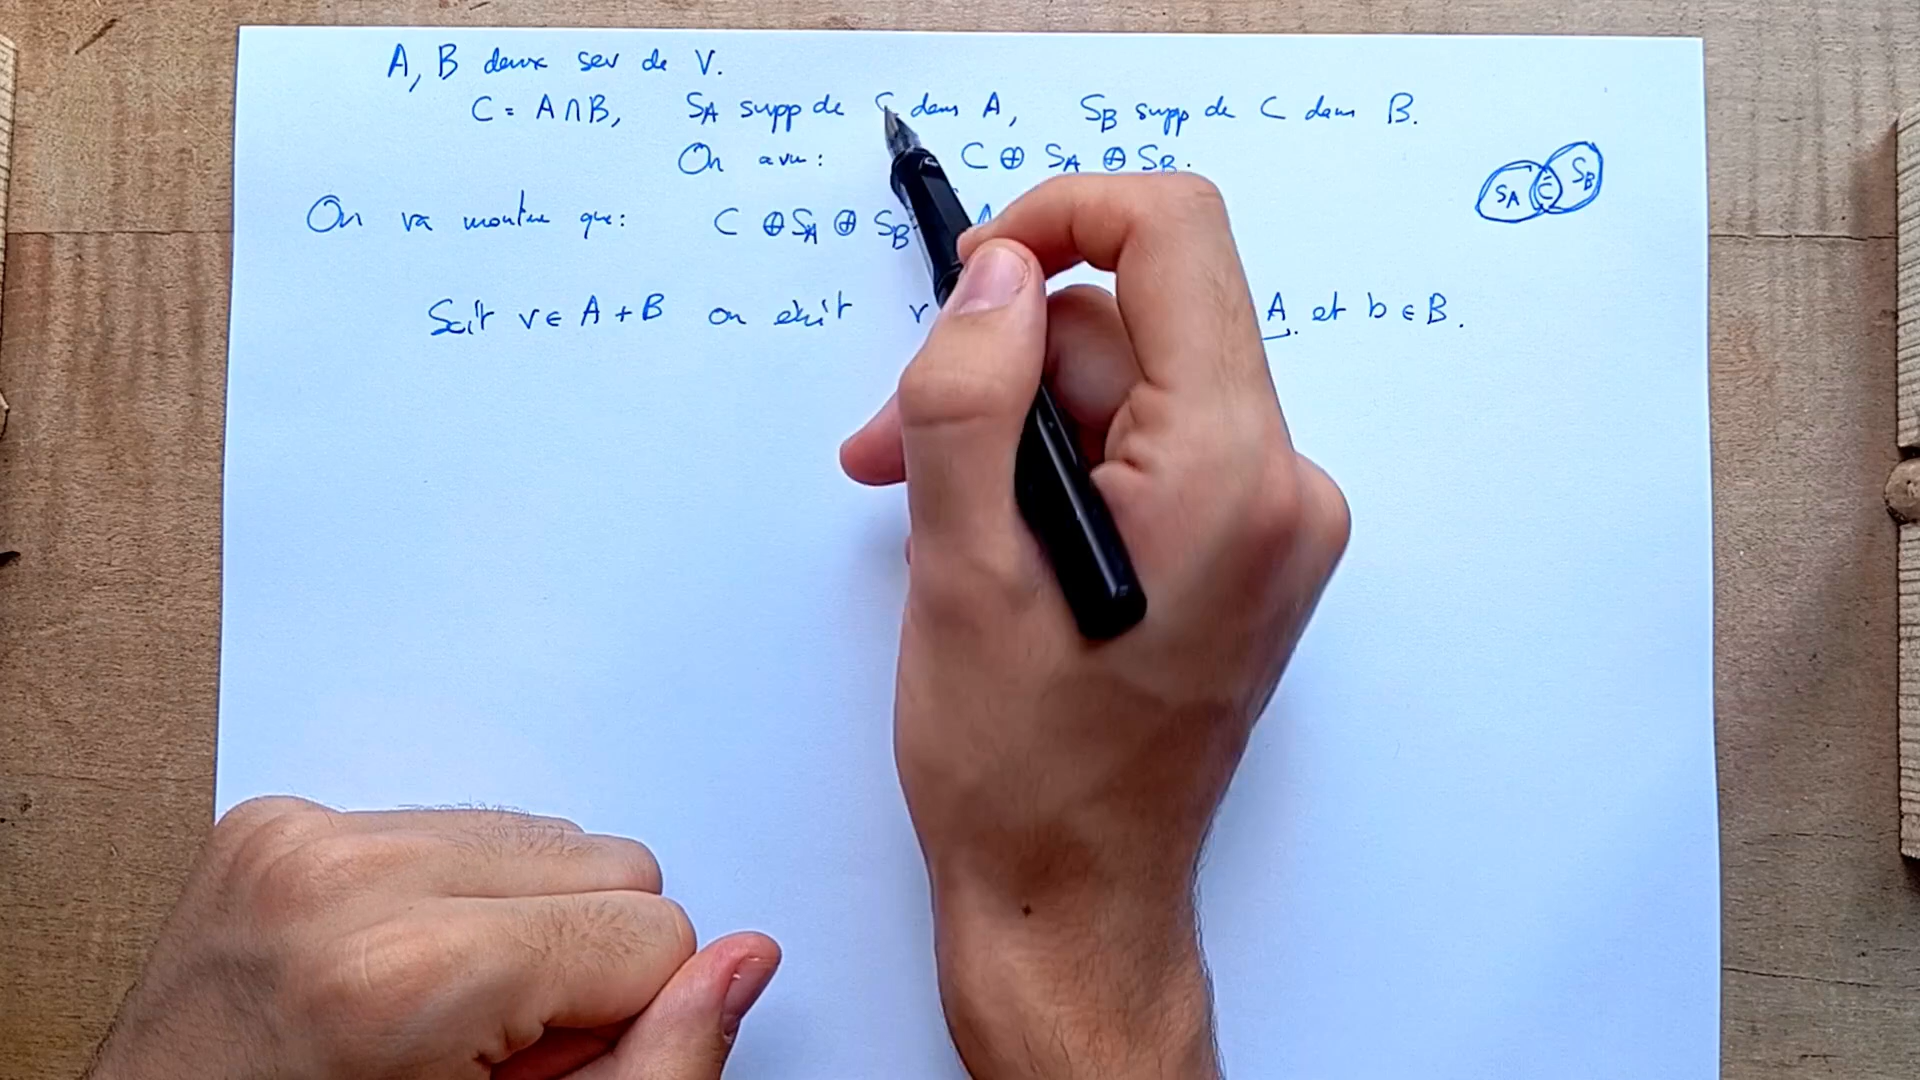 A, B deux sev de V.
C = A ∩ B, S_A supp de C dans A, S_B supp de C dans B.
On a vu : C ⊕ S_A ⊕ S_B.
S_A C S_B
On va montrer que : C ⊕ S_A ⊕ S_B A
Soit v ∈ A + B on écrit v A et b ∈ B.